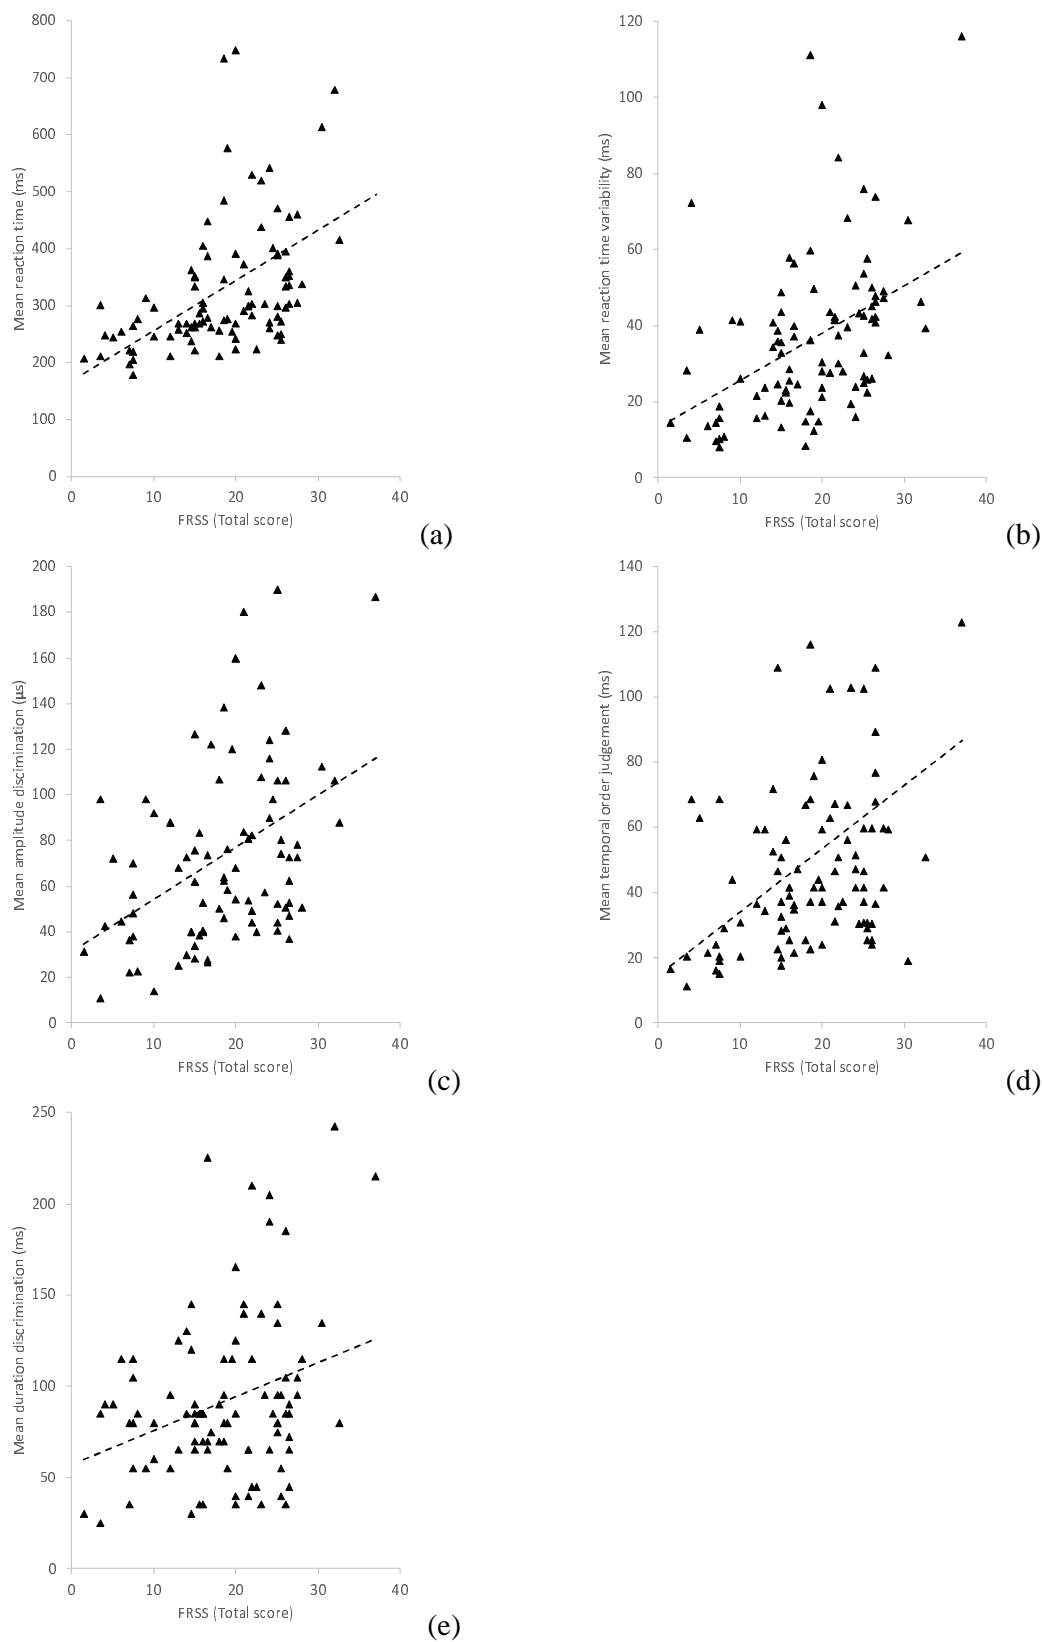 800
700
600
500
400
300
200
100
0
Mean reaction time (ms)
0 10 20 30 40
FRSS (Total score)
(a)
120
100
80
60
40
20
0
Mean reaction time variability (ms)
0 10 20 30 40
FRSS (Total score)
(b)
200
180
160
140
120
100
80
60
40
20
0
Mean amplitude discimination (µs)
0 10 20 30 40
FRSS (Total score)
(c)
140
120
100
80
60
40
20
0
Mean temporal order judgement (ms)
0 10 20 30 40
FRSS (Total score)
(d)
250
200
150
100
50
0
Mean duration discrimination (ms)
0 10 20 30 40
FRSS (Total score)
(e)